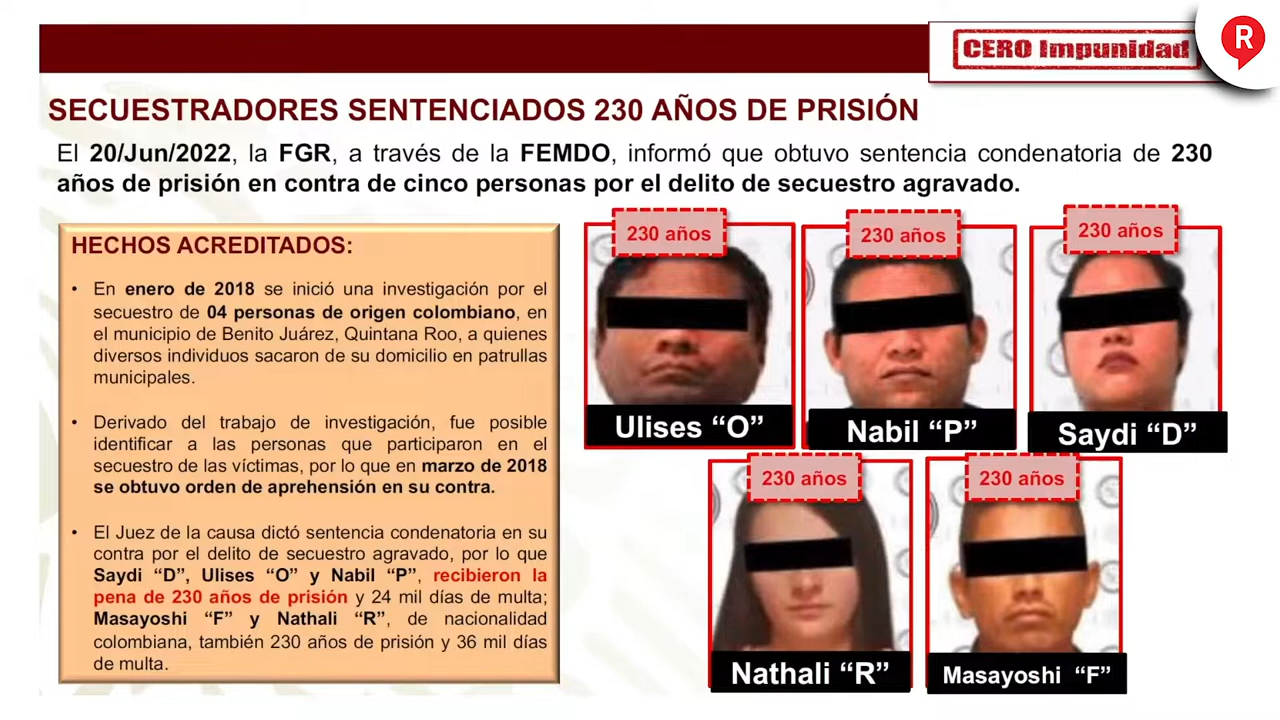 CERO Impunidad
R
SECUESTRADORES SENTENCIADOS 230 AÑOS DE PRISIÓN
El 20/Jun/2022, la FGR, a través de la FEMDO, informó que obtuvo sentencia condenatoria de 230
años de prisión en contra de cinco personas por el delito de secuestro agravado.
HECHOS ACREDITADOS:
• En enero de 2018 se inició una investigación por el
secuestro de 04 personas de origen colombiano, en
el municipio de Benito Juárez, Quintana Roo, a quienes
diversos individuos sacaron de su domicilio en patrullas
municipales.
• Derivado del trabajo de investigación, fue posible
identificar a las personas que participaron en el
secuestro de las víctimas, por lo que en marzo de 2018
se obtuvo orden de aprehensión en su contra.
• El Juez de la causa dictó sentencia condenatoria en su
contra por el delito de secuestro agravado, por lo que
Saydi “D”, Ulises “O” y Nabil “P”, recibieron la
pena de 230 años de prisión y 24 mil días de multa;
Masayoshi “F” y Nathali “R”, de nacionalidad
colombiana, también 230 años de prisión y 36 mil días
de multa.
230 años
Ulises “O”
230 años
Nabil “P”
230 años
Saydi “D”
230 años
Nathali “R”
230 años
Masayoshi “F”